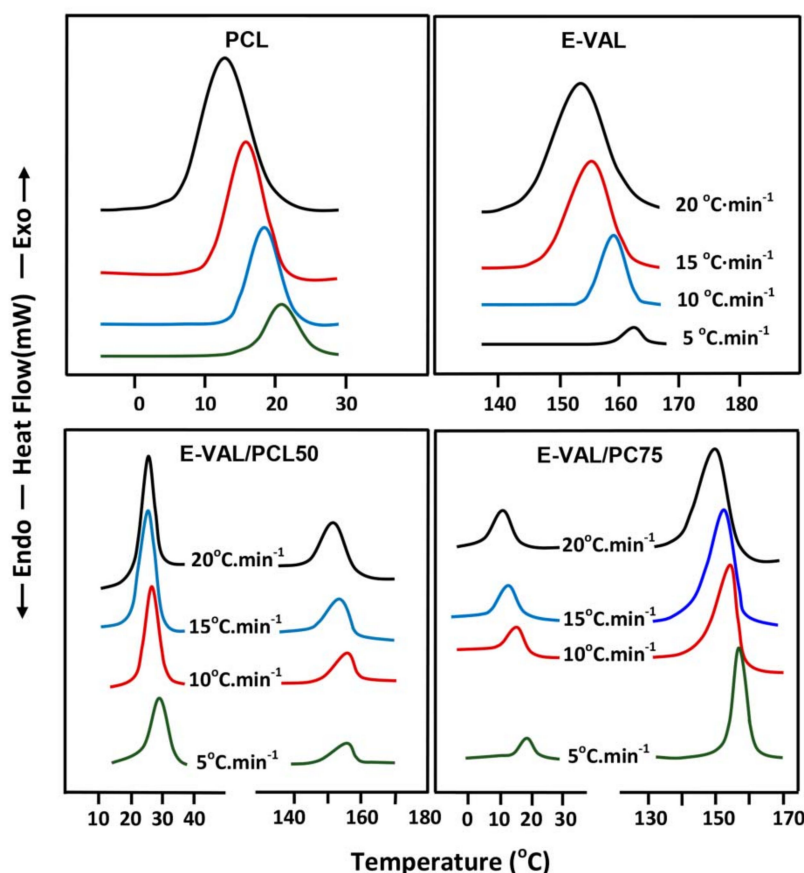 PCL
E-VAL
20 °C·min⁻¹
15 °C·min⁻¹
10 °C.min⁻¹
5 °C.min⁻¹
0 10 20 30
140 150 160 170 180
← Endo — Heat Flow(mW) — Exo →
E-VAL/PCL50
E-VAL/PC75
20°C.min⁻¹
15°C.min⁻¹
10°C.min⁻¹
5°C.min⁻¹
20°C.min⁻¹
15°C.min⁻¹
10°C.min⁻¹
5°C.min⁻¹
10 20 30 40 140 160 170 180
0 10 20 30 130 150 170
Temperature (°C)